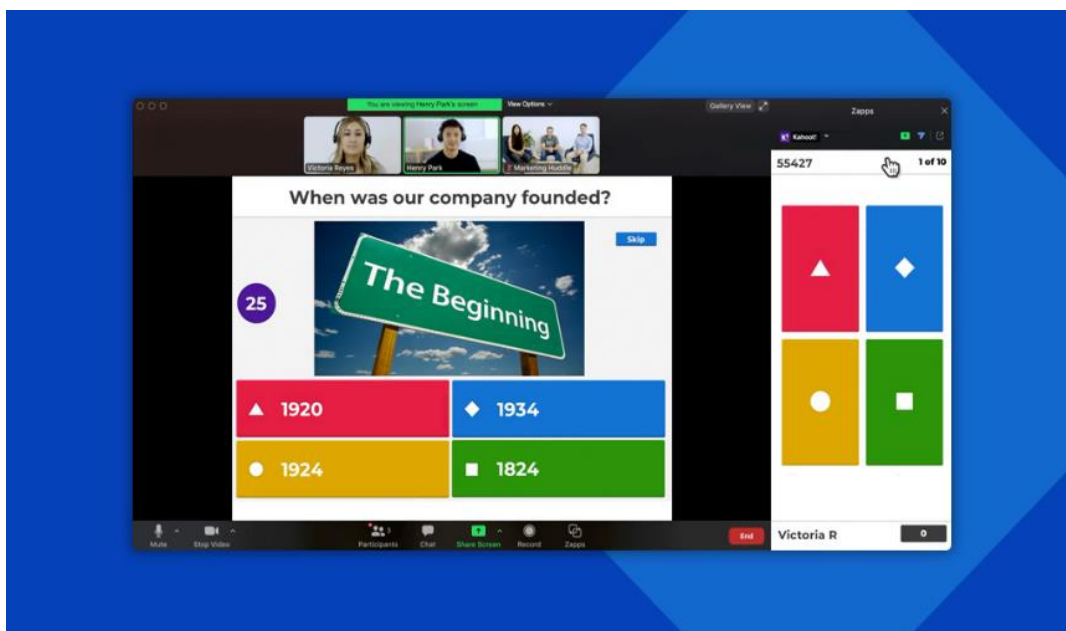 You are viewing Henry Park's screen
View Options
Gallery View
Zapps
Victoria Reyes
Henry Park
Marketing Huddle
K! Kahoot!
55427
1 of 10
When was our company founded?
Skip
25
The Beginning
1920
1934
1924
1824
Mute
Stop Video
Participants
3
Chat
Share Screen
Record
Zapps
End
Victoria R
0